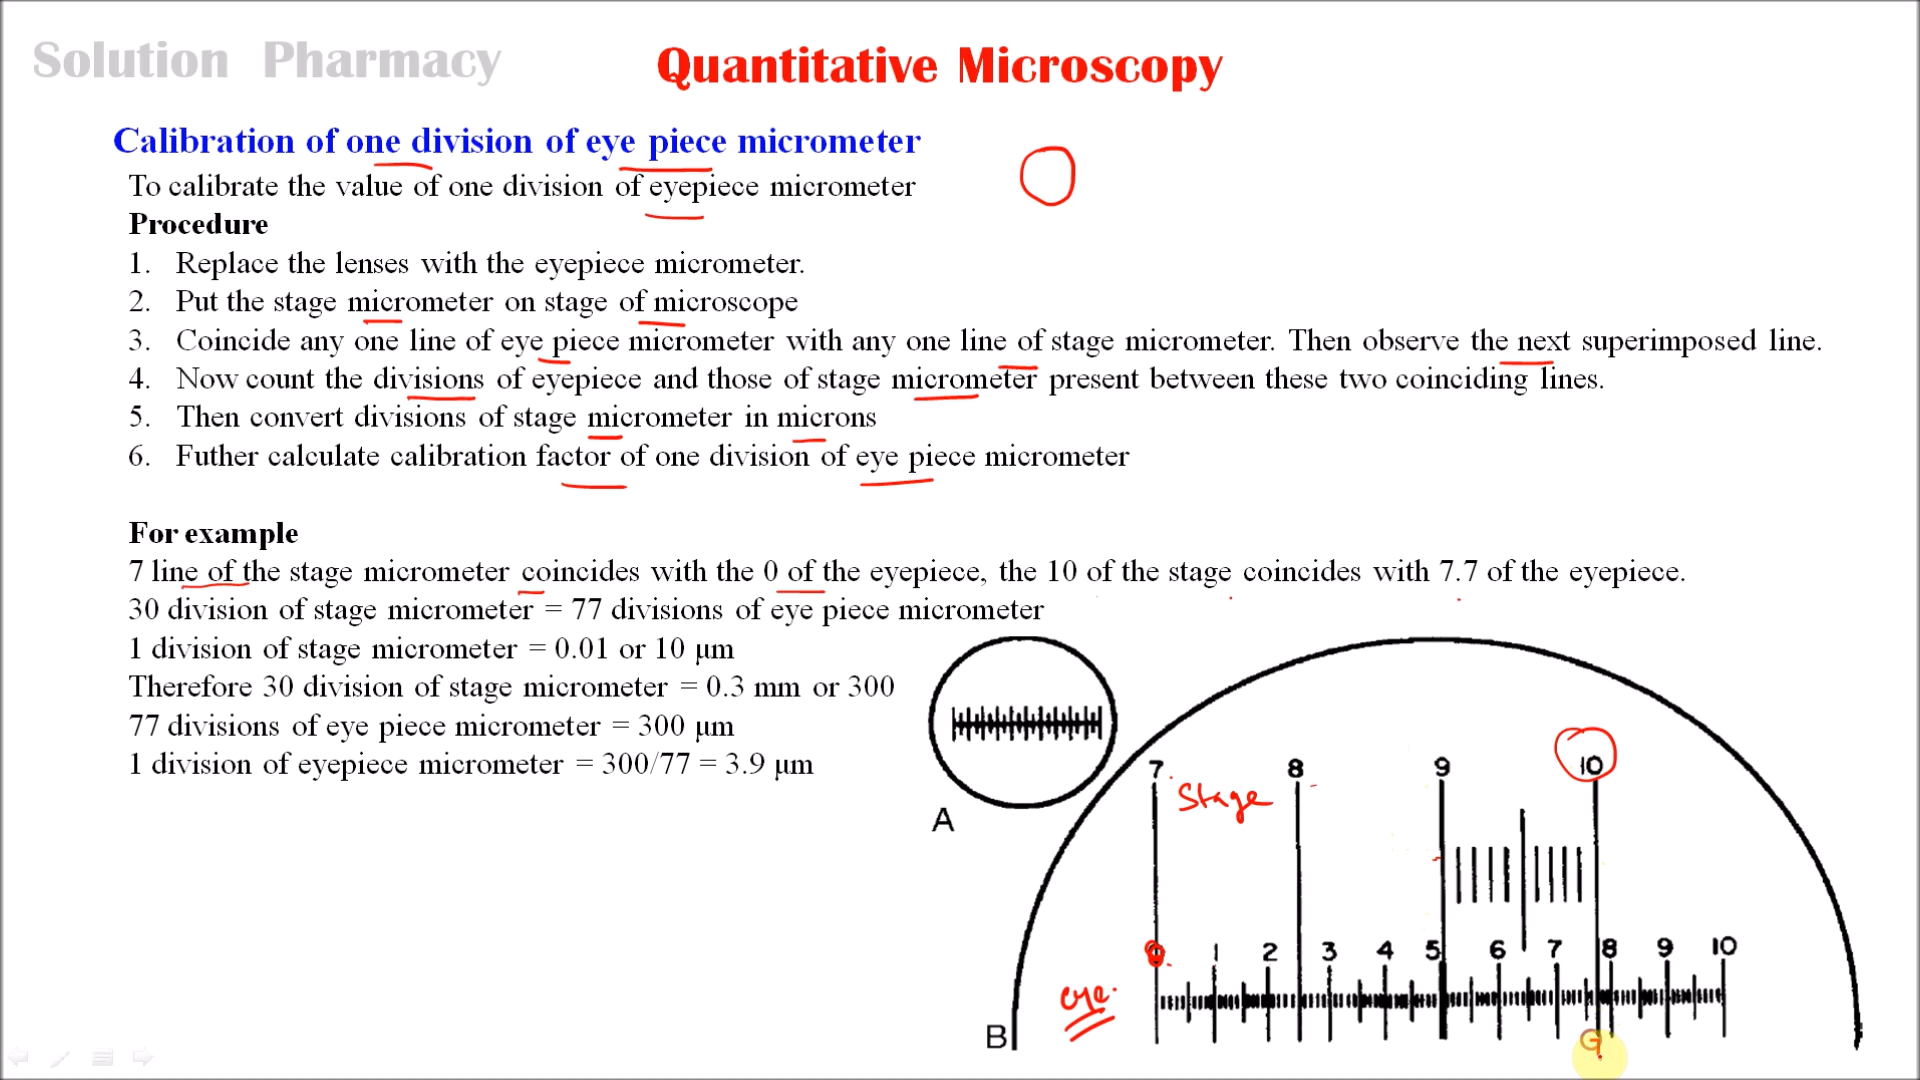 Solution Pharmacy
Quantitative Microscopy
Calibration of one division of eye piece micrometer
To calibrate the value of one division of eyepiece micrometer
Procedure
1. Replace the lenses with the eyepiece micrometer.
2. Put the stage micrometer on stage of microscope
3. Coincide any one line of eye piece micrometer with any one line of stage micrometer. Then observe the next superimposed line.
4. Now count the divisions of eyepiece and those of stage micrometer present between these two coinciding lines.
5. Then convert divisions of stage micrometer in microns
6. Futher calculate calibration factor of one division of eye piece micrometer
For example
7 line of the stage micrometer coincides with the 0 of the eyepiece, the 10 of the stage coincides with 7.7 of the eyepiece.
30 division of stage micrometer = 77 divisions of eye piece micrometer
1 division of stage micrometer = 0.01 or 10 µm
Therefore 30 division of stage micrometer = 0.3 mm or 300
77 divisions of eye piece micrometer = 300 µm
1 division of eyepiece micrometer = 300/77 = 3.9 µm
7 8 9 10
Stage
A
1 2 3 4 5 6 7 8 9 10
eye
B